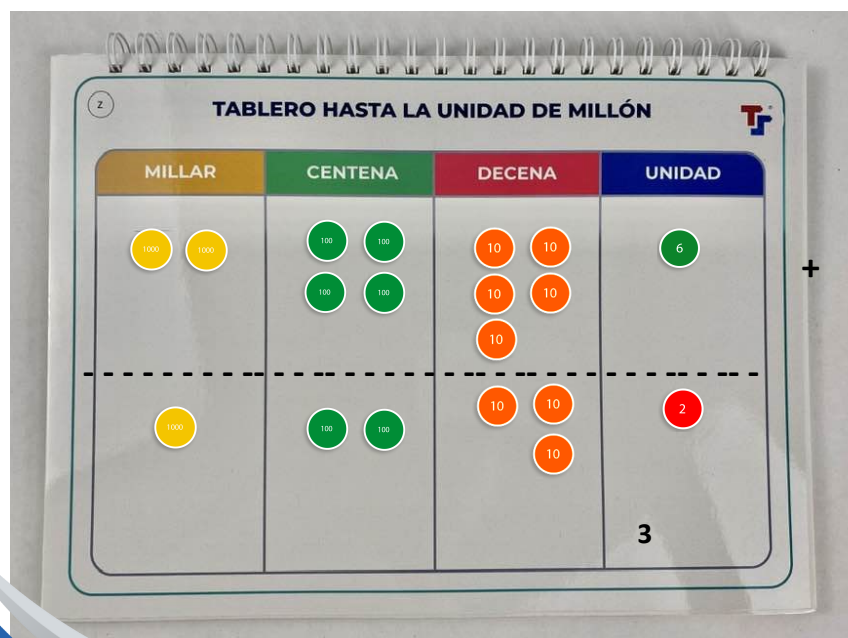 Z
TABLERO HASTA LA UNIDAD DE MILLÓN
TS
MILLAR CENTENA DECENA UNIDAD
1000 1000 100 100 10 10 6
+
100 100 10 10
10
1000 100 100 10 10 2
10
3